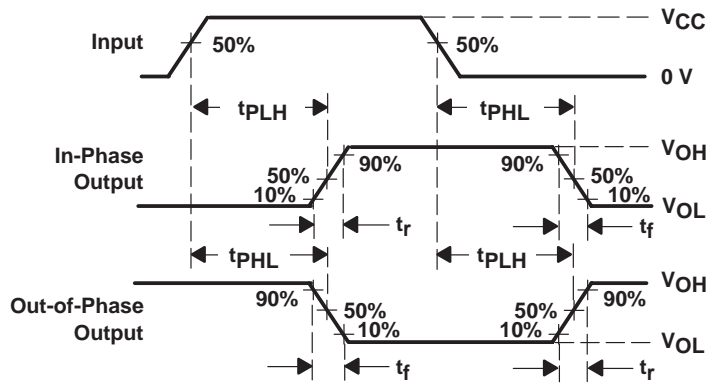 VCC
Input
50%
50%
0 V
tPLH
tPHL
In-Phase
Output
VOH
90%
90%
50%
50%
10%
10%
VOL
tr
tf
tPHL
tPLH
Out-of-Phase
Output
VOH
90%
90%
50%
50%
10%
10%
VOL
tf
tr